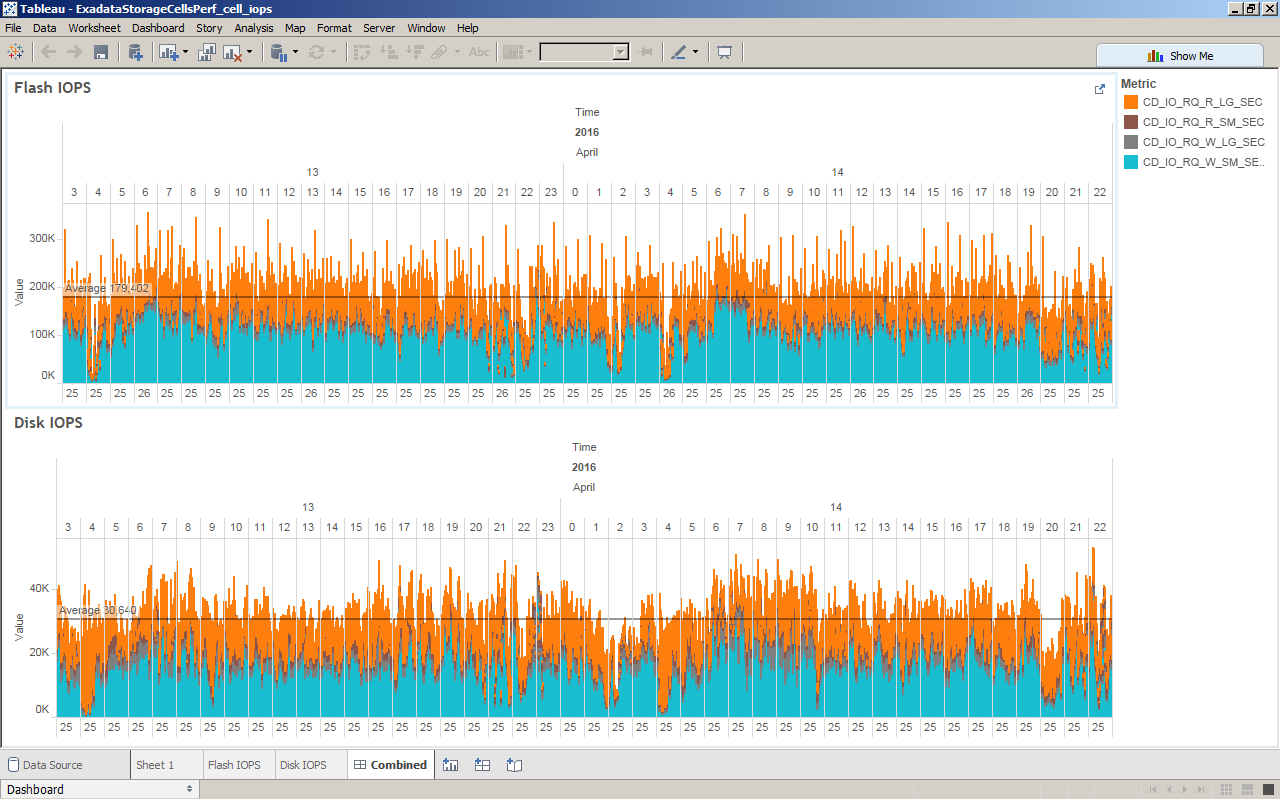 Tableau - ExadataStorageCellsPerf_cell_iops
File Data Worksheet Dashboard Story Analysis Map Format Server Window Help
Abc
Show Me
Flash IOPS
Time
2016
April
13 14
3 4 5 6 7 8 9 10 11 12 13 14 15 16 17 18 19 20 21 22 23 0 1 2 3 4 5 6 7 8 9 10 11 12 13 14 15 16 17 18 19 20 21 22
300K
200K
Average 179,402
100K
0K
Value
25 25 25 26 25 25 25 25 25 25 26 25 25 25 25 25 25 25 26 25 25 25 25 25 25 26 25 25 25 25 25 25 25 26 25 25 25 25 25 25 26 25 25 25
Metric
CD_IO_RQ_R_LG_SEC
CD_IO_RQ_R_SM_SEC
CD_IO_RQ_W_LG_SEC
CD_IO_RQ_W_SM_SE..
Disk IOPS
Time
2016
April
13 14
3 4 5 6 7 8 9 10 11 12 13 14 15 16 17 18 19 20 21 22 23 0 1 2 3 4 5 6 7 8 9 10 11 12 13 14 15 16 17 18 19 20 21 22
40K
Average 30,640
20K
0K
Value
25 25 25 25 25 25 25 25 25 25 25 25 25 25 25 25 25 25 25 25 25 25 25 25 25 25 25 25 25 25 25 25 25 25 25 25 25 25 25 25 25 25 25 25
Data Source Sheet 1 Flash IOPS Disk IOPS Combined
Dashboard